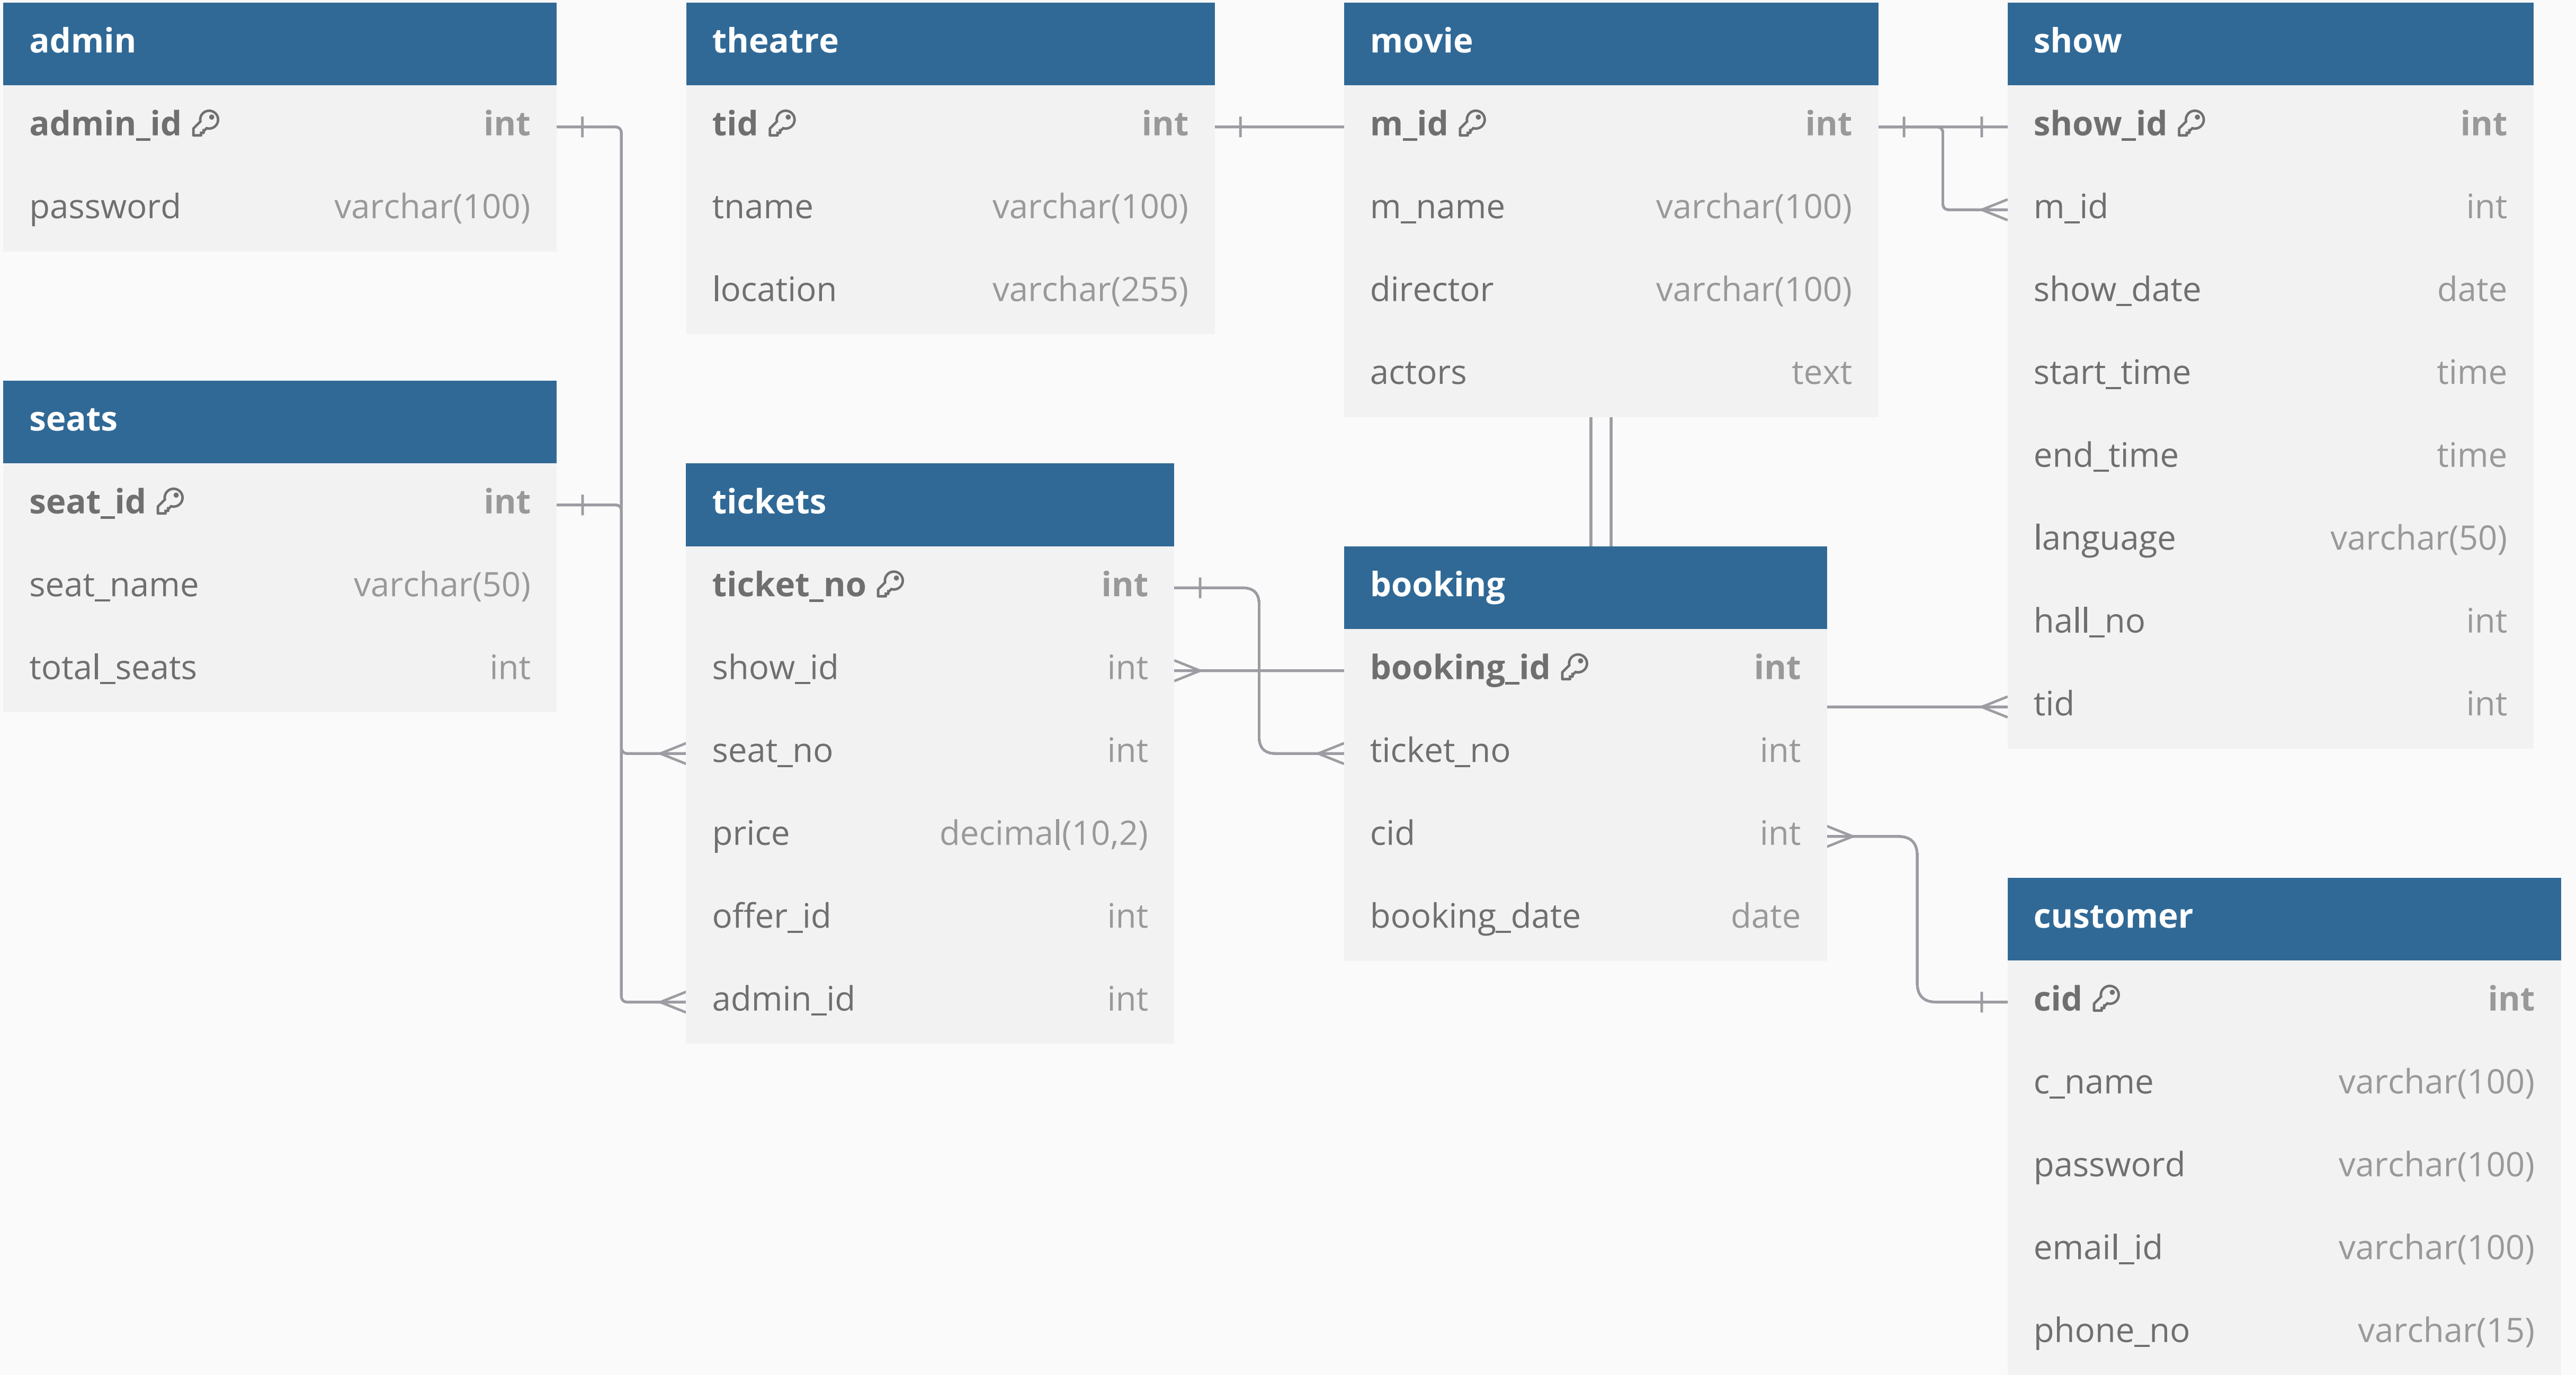 admin
admin_id int
password varchar(100)
theatre
tid int
tname varchar(100)
location varchar(255)
movie
m_id int
m_name varchar(100)
director varchar(100)
actors text
show
show_id int
m_id int
show_date date
start_time time
end_time time
language varchar(50)
hall_no int
tid int
seats
seat_id int
seat_name varchar(50)
total_seats int
tickets
ticket_no int
show_id int
seat_no int
price decimal(10,2)
offer_id int
admin_id int
booking
booking_id int
ticket_no int
cid int
booking_date date
customer
cid int
c_name varchar(100)
password varchar(100)
email_id varchar(100)
phone_no varchar(15)